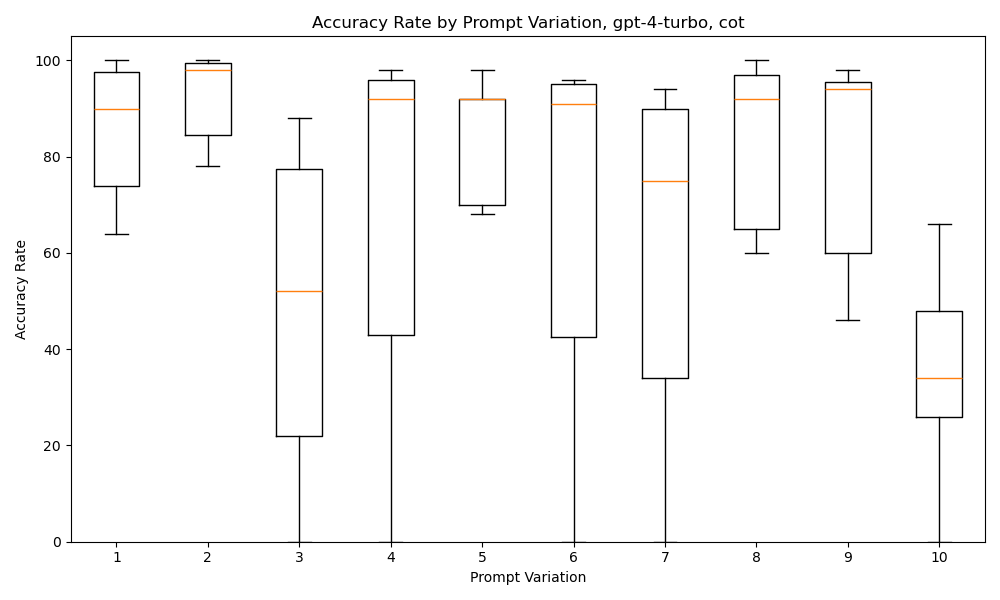 Accuracy Rate by Prompt Variation, gpt-4-turbo, cot
100
80
60
40
20
0
Accuracy Rate
1 2 3 4 5 6 7 8 9 10
Prompt Variation